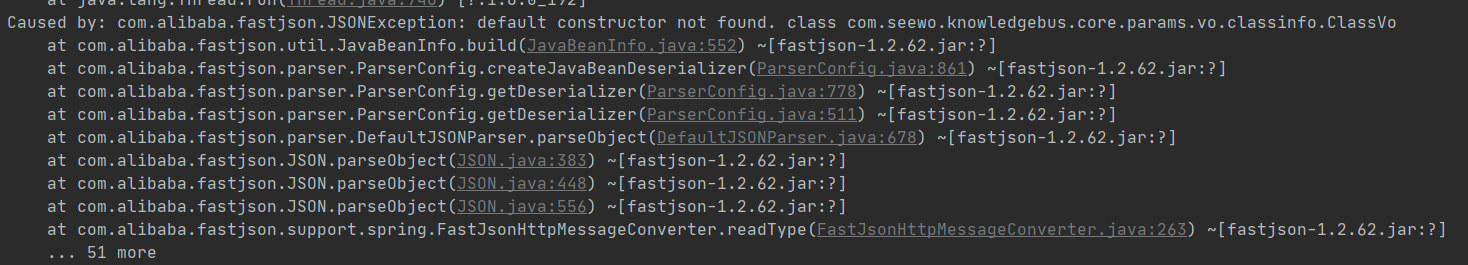 at java.lang.Thread.run(Thread.java:748) [?:1.8.0_192]
Caused by: com.alibaba.fastjson.JSONException: default constructor not found. class com.seewo.knowledgebus.core.params.vo.classinfo.ClassVo
at com.alibaba.fastjson.util.JavaBeanInfo.build(JavaBeanInfo.java:552) ~[fastjson-1.2.62.jar:?]
at com.alibaba.fastjson.parser.ParserConfig.createJavaBeanDeserializer(ParserConfig.java:861) ~[fastjson-1.2.62.jar:?]
at com.alibaba.fastjson.parser.ParserConfig.getDeserializer(ParserConfig.java:778) ~[fastjson-1.2.62.jar:?]
at com.alibaba.fastjson.parser.ParserConfig.getDeserializer(ParserConfig.java:511) ~[fastjson-1.2.62.jar:?]
at com.alibaba.fastjson.parser.DefaultJSONParser.parseObject(DefaultJSONParser.java:678) ~[fastjson-1.2.62.jar:?]
at com.alibaba.fastjson.JSON.parseObject(JSON.java:383) ~[fastjson-1.2.62.jar:?]
at com.alibaba.fastjson.JSON.parseObject(JSON.java:448) ~[fastjson-1.2.62.jar:?]
at com.alibaba.fastjson.JSON.parseObject(JSON.java:556) ~[fastjson-1.2.62.jar:?]
at com.alibaba.fastjson.support.spring.FastJsonHttpMessageConverter.readType(FastJsonHttpMessageConverter.java:263) ~[fastjson-1.2.62.jar:?]
... 51 more